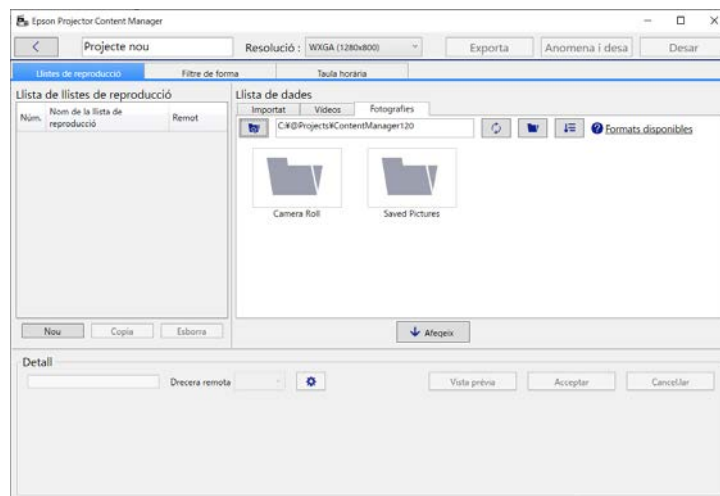 Epson Projector Content Manager
Projecte nou
Resolució :
WXGA (1280x800)
Exporta
Anomena i desa
Desar
Llistes de reproducció
Filtre de forma
Taula horària
Llista de llistes de reproducció
Núm.
Nom de la llista de
reproducció
Remot
Llista de dades
Importat
Vídeos
Fotografies
C:¥@Projects¥ContentManager120
Formats disponibles
Camera Roll
Saved Pictures
Nou
Copia
Esborra
Afegeix
Detall
Drecera remota
Vista prèvia
Acceptar
Cancel·lar